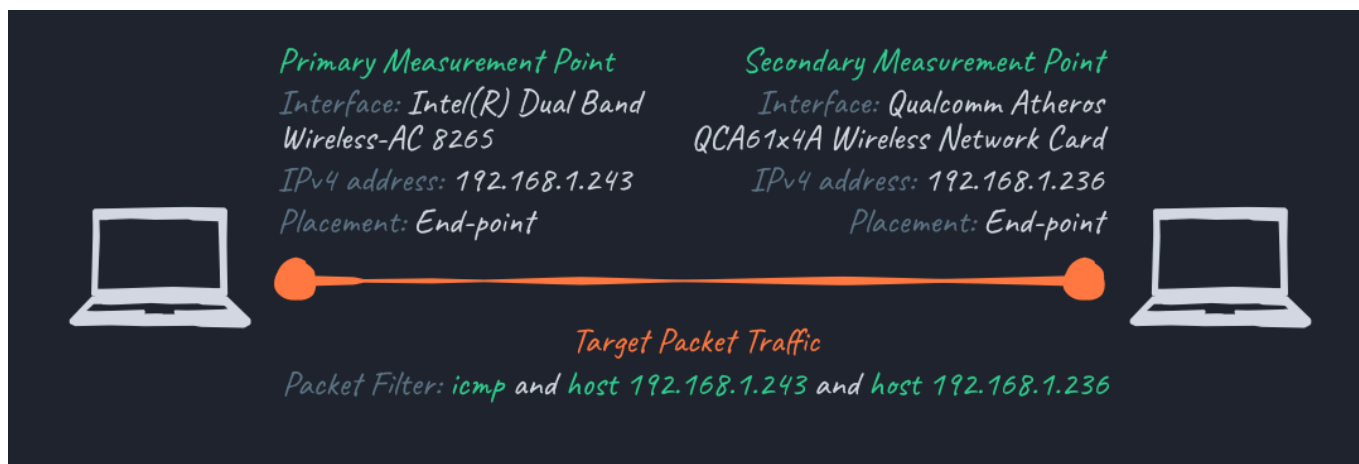 Primary Measurement Point
Interface: Intel(R) Dual Band
Wireless-AC 8265
IPv4 address: 192.168.1.243
Placement: End-point
Secondary Measurement Point
Interface: Qualcomm Atheros
QCA61x4A Wireless Network Card
IPv4 address: 192.168.1.236
Placement: End-point
Target Packet Traffic
Packet Filter: icmp and host 192.168.1.243 and host 192.168.1.236